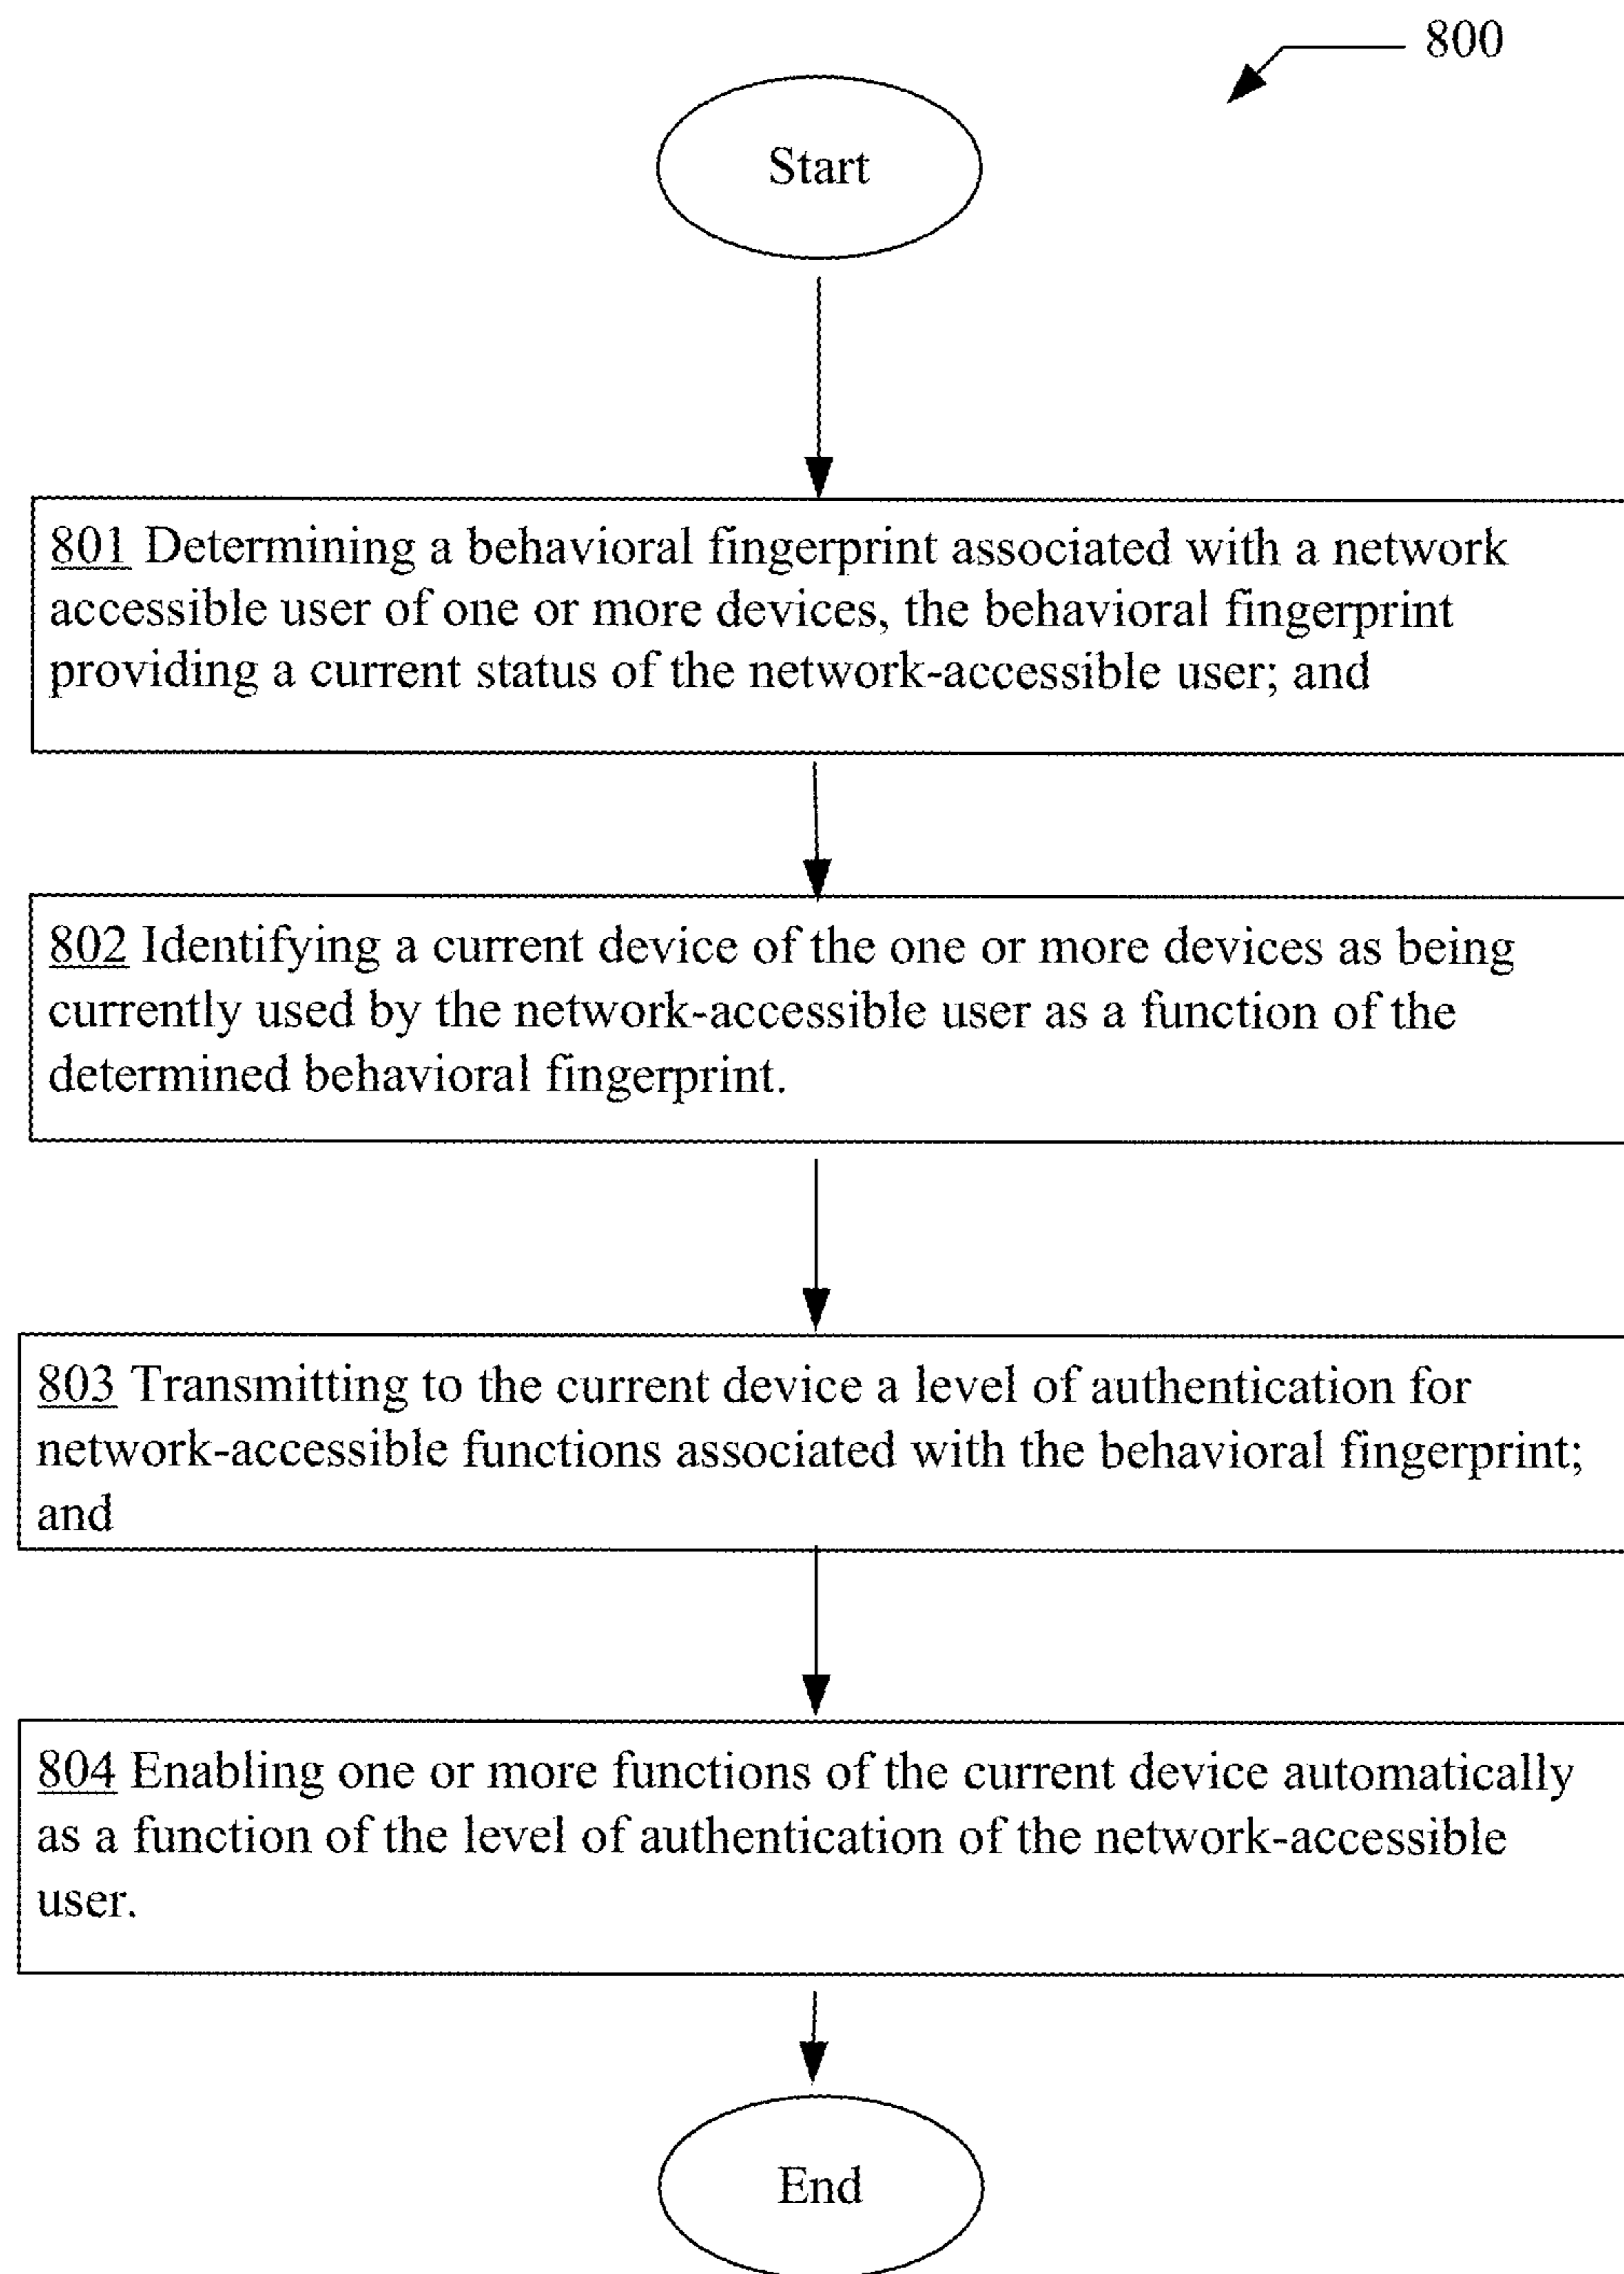 800
Start
801 Determining a behavioral fingerprint associated with a network
accessible user of one or more devices, the behavioral fingerprint
providing a current status of the network-accessible user; and
802 Identifying a current device of the one or more devices as being
currently used by the network-accessible user as a function of the
determined behavioral fingerprint.
803 Transmitting to the current device a level of authentication for
network-accessible functions associated with the behavioral fingerprint;
and
804 Enabling one or more functions of the current device automatically
as a function of the level of authentication of the network-accessible
user.
End